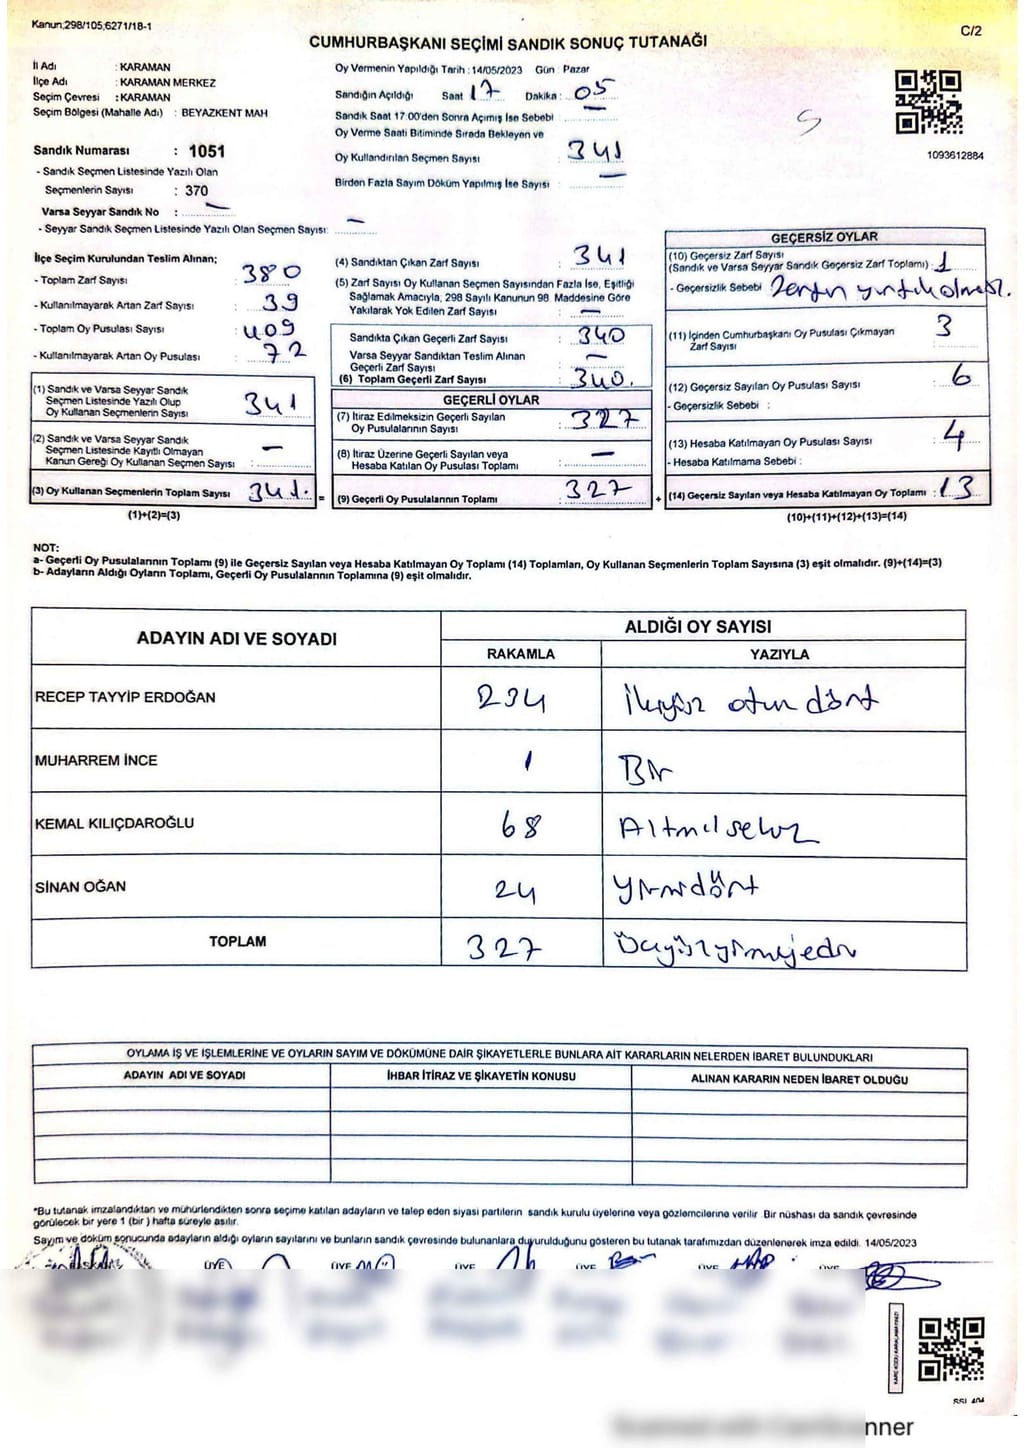 Kanun;298/105;6271/18-1
C/2
CUMHURBAŞKANI SEÇİMİ SANDIK SONUÇ TUTANAĞI
İl Adı : KARAMAN
İlçe Adı : KARAMAN MERKEZ
Seçim Çevresi : KARAMAN
Seçim Bölgesi (Mahalle Adı) : BEYAZKENT MAH
Sandık Numarası : 1051
- Sandık Seçmen Listesinde Yazılı Olan
Seçmenlerin Sayısı : 370
Varsa Seyyar Sandık No : —
- Seyyar Sandık Seçmen Listesinde Yazılı Olan Seçmen Sayısı: —
Oy Vermenin Yapıldığı Tarih : 14/05/2023 Gün : Pazar
Sandığın Açıldığı Saat 17 Dakika : 05
Sandık Saat 17:00'den Sonra Açımış İse Sebebi : —
Oy Verme Saati Bitiminde Sırada Bekleyen ve
Oy Kullandırılan Seçmen Sayısı : 341
Birden Fazla Sayım Döküm Yapılmış İse Sayısı : —
1093612884
İlçe Seçim Kurulundan Teslim Alınan;
- Toplam Zarf Sayısı : 380
- Kullanılmayarak Artan Zarf Sayısı : 39
- Toplam Oy Pusulası Sayısı : 409
- Kullanılmayarak Artan Oy Pusulası : 72
(1) Sandık ve Varsa Seyyar Sandık
Seçmen Listesinde Yazılı Olup
Oy Kullanan Seçmenlerin Sayısı : 341
(2) Sandık ve Varsa Seyyar Sandık
Seçmen Listesinde Kayıtlı Olmayan
Kanun Gereği Oy Kullanan Seçmen Sayısı : —
(3) Oy Kullanan Seçmenlerin Toplam Sayısı : 341. =
(1)+(2)=(3)
(4) Sandıktan Çıkan Zarf Sayısı : 341
(5) Zarf Sayısı Oy Kullanan Seçmen Sayısından Fazla İse, Eşitliği
Sağlamak Amacıyla, 298 Sayılı Kanunun 98 Maddesine Göre
Yakılarak Yok Edilen Zarf Sayısı : —
Sandıkta Çıkan Geçerli Zarf Sayısı : 340
Varsa Seyyar Sandıktan Teslim Alınan
Geçerli Zarf Sayısı : —
(6) Toplam Geçerli Zarf Sayısı : 340.
GEÇERLİ OYLAR
(7) İtiraz Edilmeksizin Geçerli Sayılan
Oy Pusulalarının Sayısı : 327
(8) İtiraz Üzerine Geçerli Sayılan veya
Hesaba Katılan Oy Pusulası Toplamı : —
(9) Geçerli Oy Pusulalarının Toplamı : 327 +
GEÇERSİZ OYLAR
(10) Geçersiz Zarf Sayısı
(Sandık ve Varsa Seyyar Sandık Geçersiz Zarf Toplamı) : 1
- Geçersizlik Sebebi Zarfın yırtık olması.
(11) İçinden Cumhurbaşkanı Oy Pusulası Çıkmayan
Zarf Sayısı : 3
(12) Geçersiz Sayılan Oy Pusulası Sayısı : 6
- Geçersizlik Sebebi :
(13) Hesaba Katılmayan Oy Pusulası Sayısı : 4
- Hesaba Katılmama Sebebi :
(14) Geçersiz Sayılan veya Hesaba Katılmayan Oy Toplamı : 13
(10)+(11)+(12)+(13)=(14)
NOT:
a- Geçerli Oy Pusulalarının Toplamı (9) ile Geçersiz Sayılan veya Hesaba Katılmayan Oy Toplamı (14) Toplamları, Oy Kullanan Seçmenlerin Toplam Sayısına (3) eşit olmalıdır. (9)+(14)=(3)
b- Adayların Aldığı Oyların Toplamı, Geçerli Oy Pusulalarının Toplamına (9) eşit olmalıdır.
ADAYIN ADI VE SOYADI
ALDIĞI OY SAYISI
RAKAMLA YAZIYLA
RECEP TAYYİP ERDOĞAN 234 İkiyüz otuz dört
MUHARREM İNCE 1 Bir
KEMAL KILIÇDAROĞLU 68 Altmışsekiz
SİNAN OĞAN 24 yirmidört
TOPLAM 327 Üçyüzyirmiyedi
OYLAMA İŞ VE İŞLEMLERİNE VE OYLARIN SAYIM VE DÖKÜMÜNE DAİR ŞİKAYETLERLE BUNLARA AİT KARARLARIN NELERDEN İBARET BULUNDUKLARI
ADAYIN ADI VE SOYADI İHBAR İTİRAZ VE ŞİKAYETİN KONUSU ALINAN KARARIN NEDEN İBARET OLDUĞU
*Bu tutanak imzalandıktan ve mühürlendikten sonra seçime katılan adayların ve talep eden siyasi partilerin sandık kurulu üyelerine veya gözlemcilerine verilir. Bir nüshası da sandık çevresinde
görülecek bir yere 1 (bir ) hafta süreyle asılır.
Sayım ve döküm sonucunda adayların aldığı oyların sayılarını ve bunların sandık çevresinde bulunanlara duyurulduğunu gösteren bu tutanak tarafımızdan düzenlenerek imza edildi. 14/05/2023
BAŞKAN ÜYE ÜYE ÜYE ÜYE ÜYE ÜYE
Scanned with CamScanner